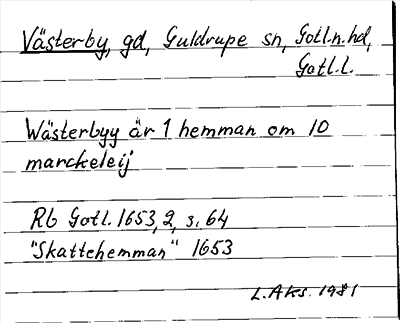 Västerby, gd, Guldrupe sn, Gotl.n.hd,
Gotl.l.
Wästerbyy är 1 hemman om 10
marckeleij
Rb Gotl. 1653, 2, s. 64
"Skattehemman" 1653
L. Aks. 1981